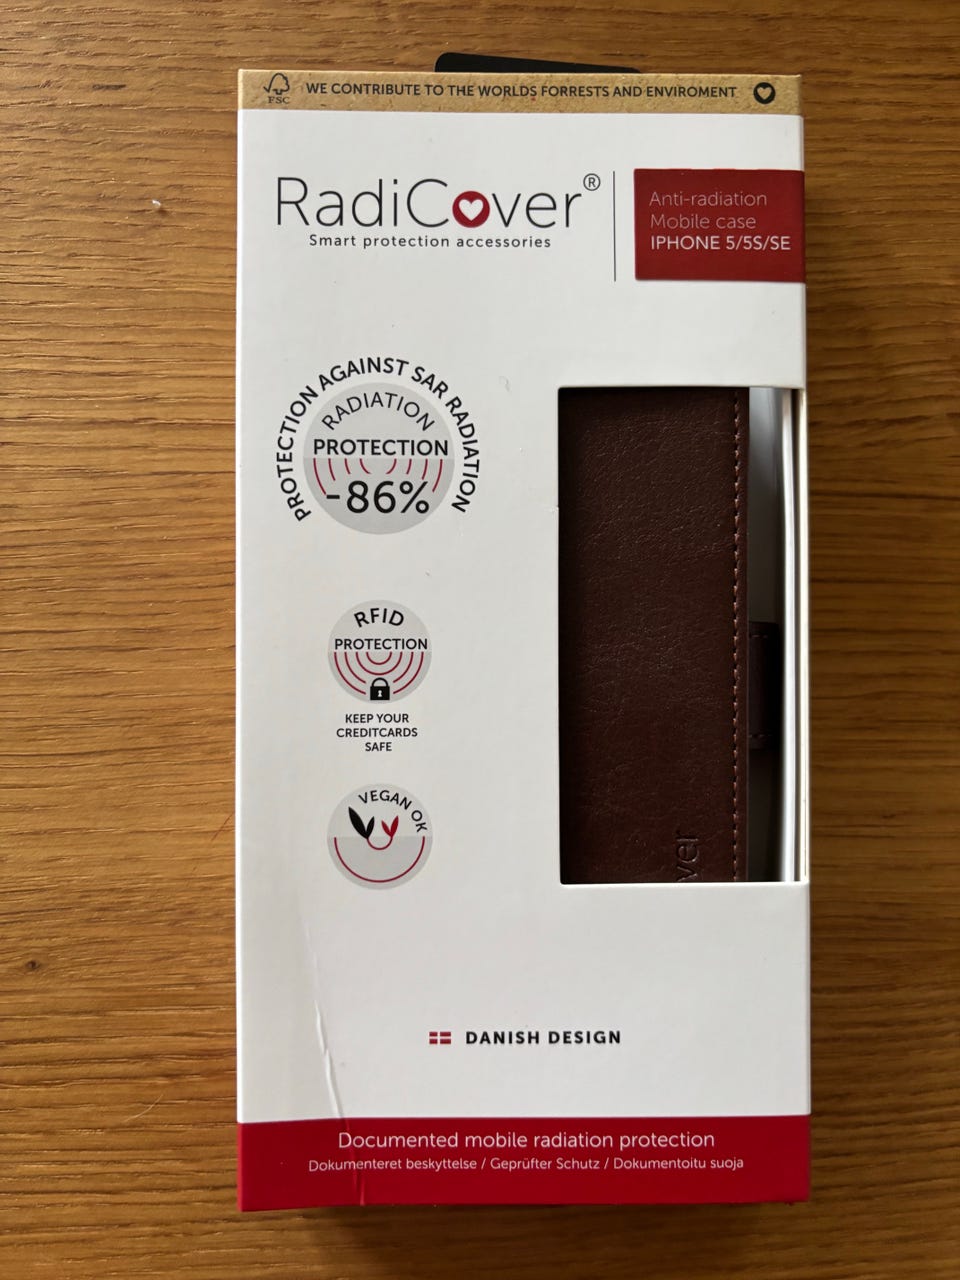 FSC
WE CONTRIBUTE TO THE WORLDS FORRESTS AND ENVIROMENT
RadiCover®
Smart protection accessories
Anti-radiation
Mobile case
IPHONE 5/5S/SE
PROTECTION AGAINST SAR RADIATION
RADIATION
PROTECTION
-86%
RFID
PROTECTION
KEEP YOUR
CREDITCARDS
SAFE
VEGAN OK
ver
DANISH DESIGN
Documented mobile radiation protection
Dokumenteret beskyttelse / Geprüfter Schutz / Dokumentoitu suoja